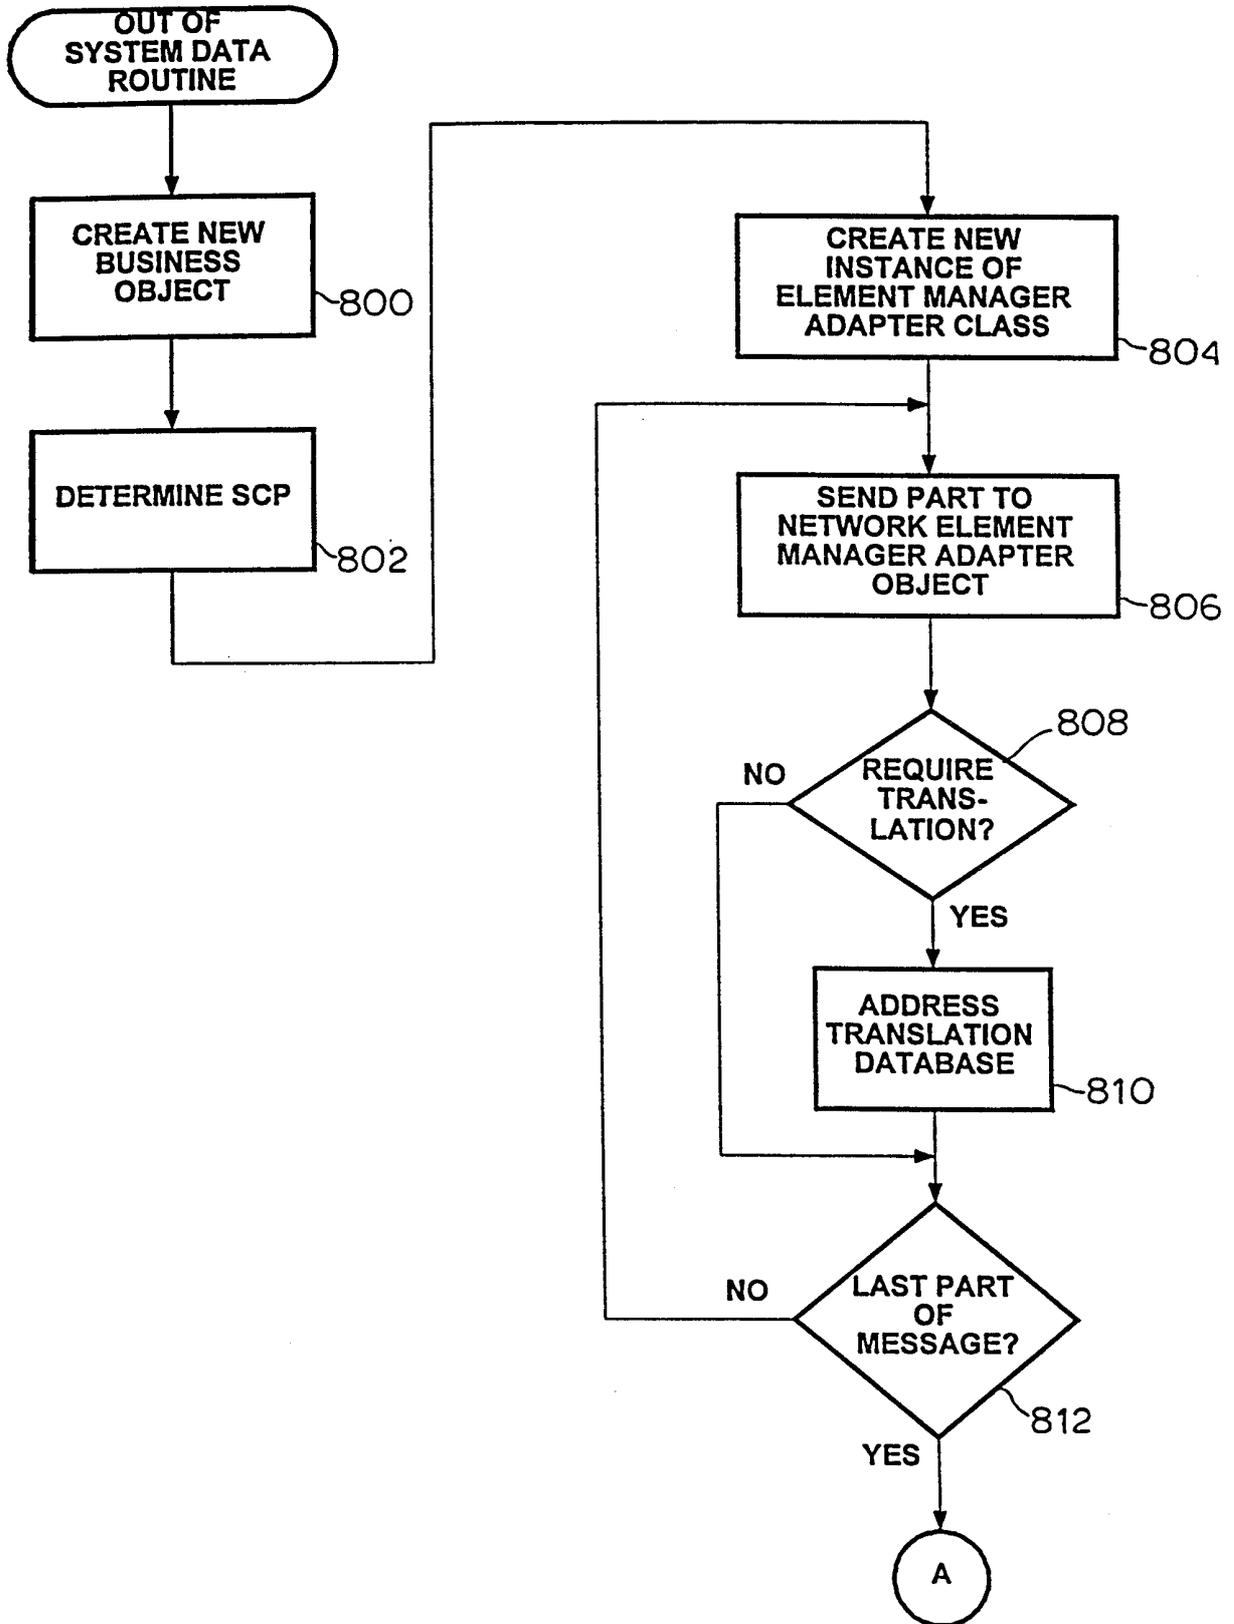 OUT OF
SYSTEM DATA
ROUTINE
CREATE NEW
BUSINESS
OBJECT
800
DETERMINE SCP
802
CREATE NEW
INSTANCE OF
ELEMENT MANAGER
ADAPTER CLASS
804
SEND PART TO
NETWORK ELEMENT
MANAGER ADAPTER
OBJECT
806
808
NO
REQUIRE
TRANS-
LATION?
YES
ADDRESS
TRANSLATION
DATABASE
810
NO
LAST PART
OF
MESSAGE?
812
YES
A